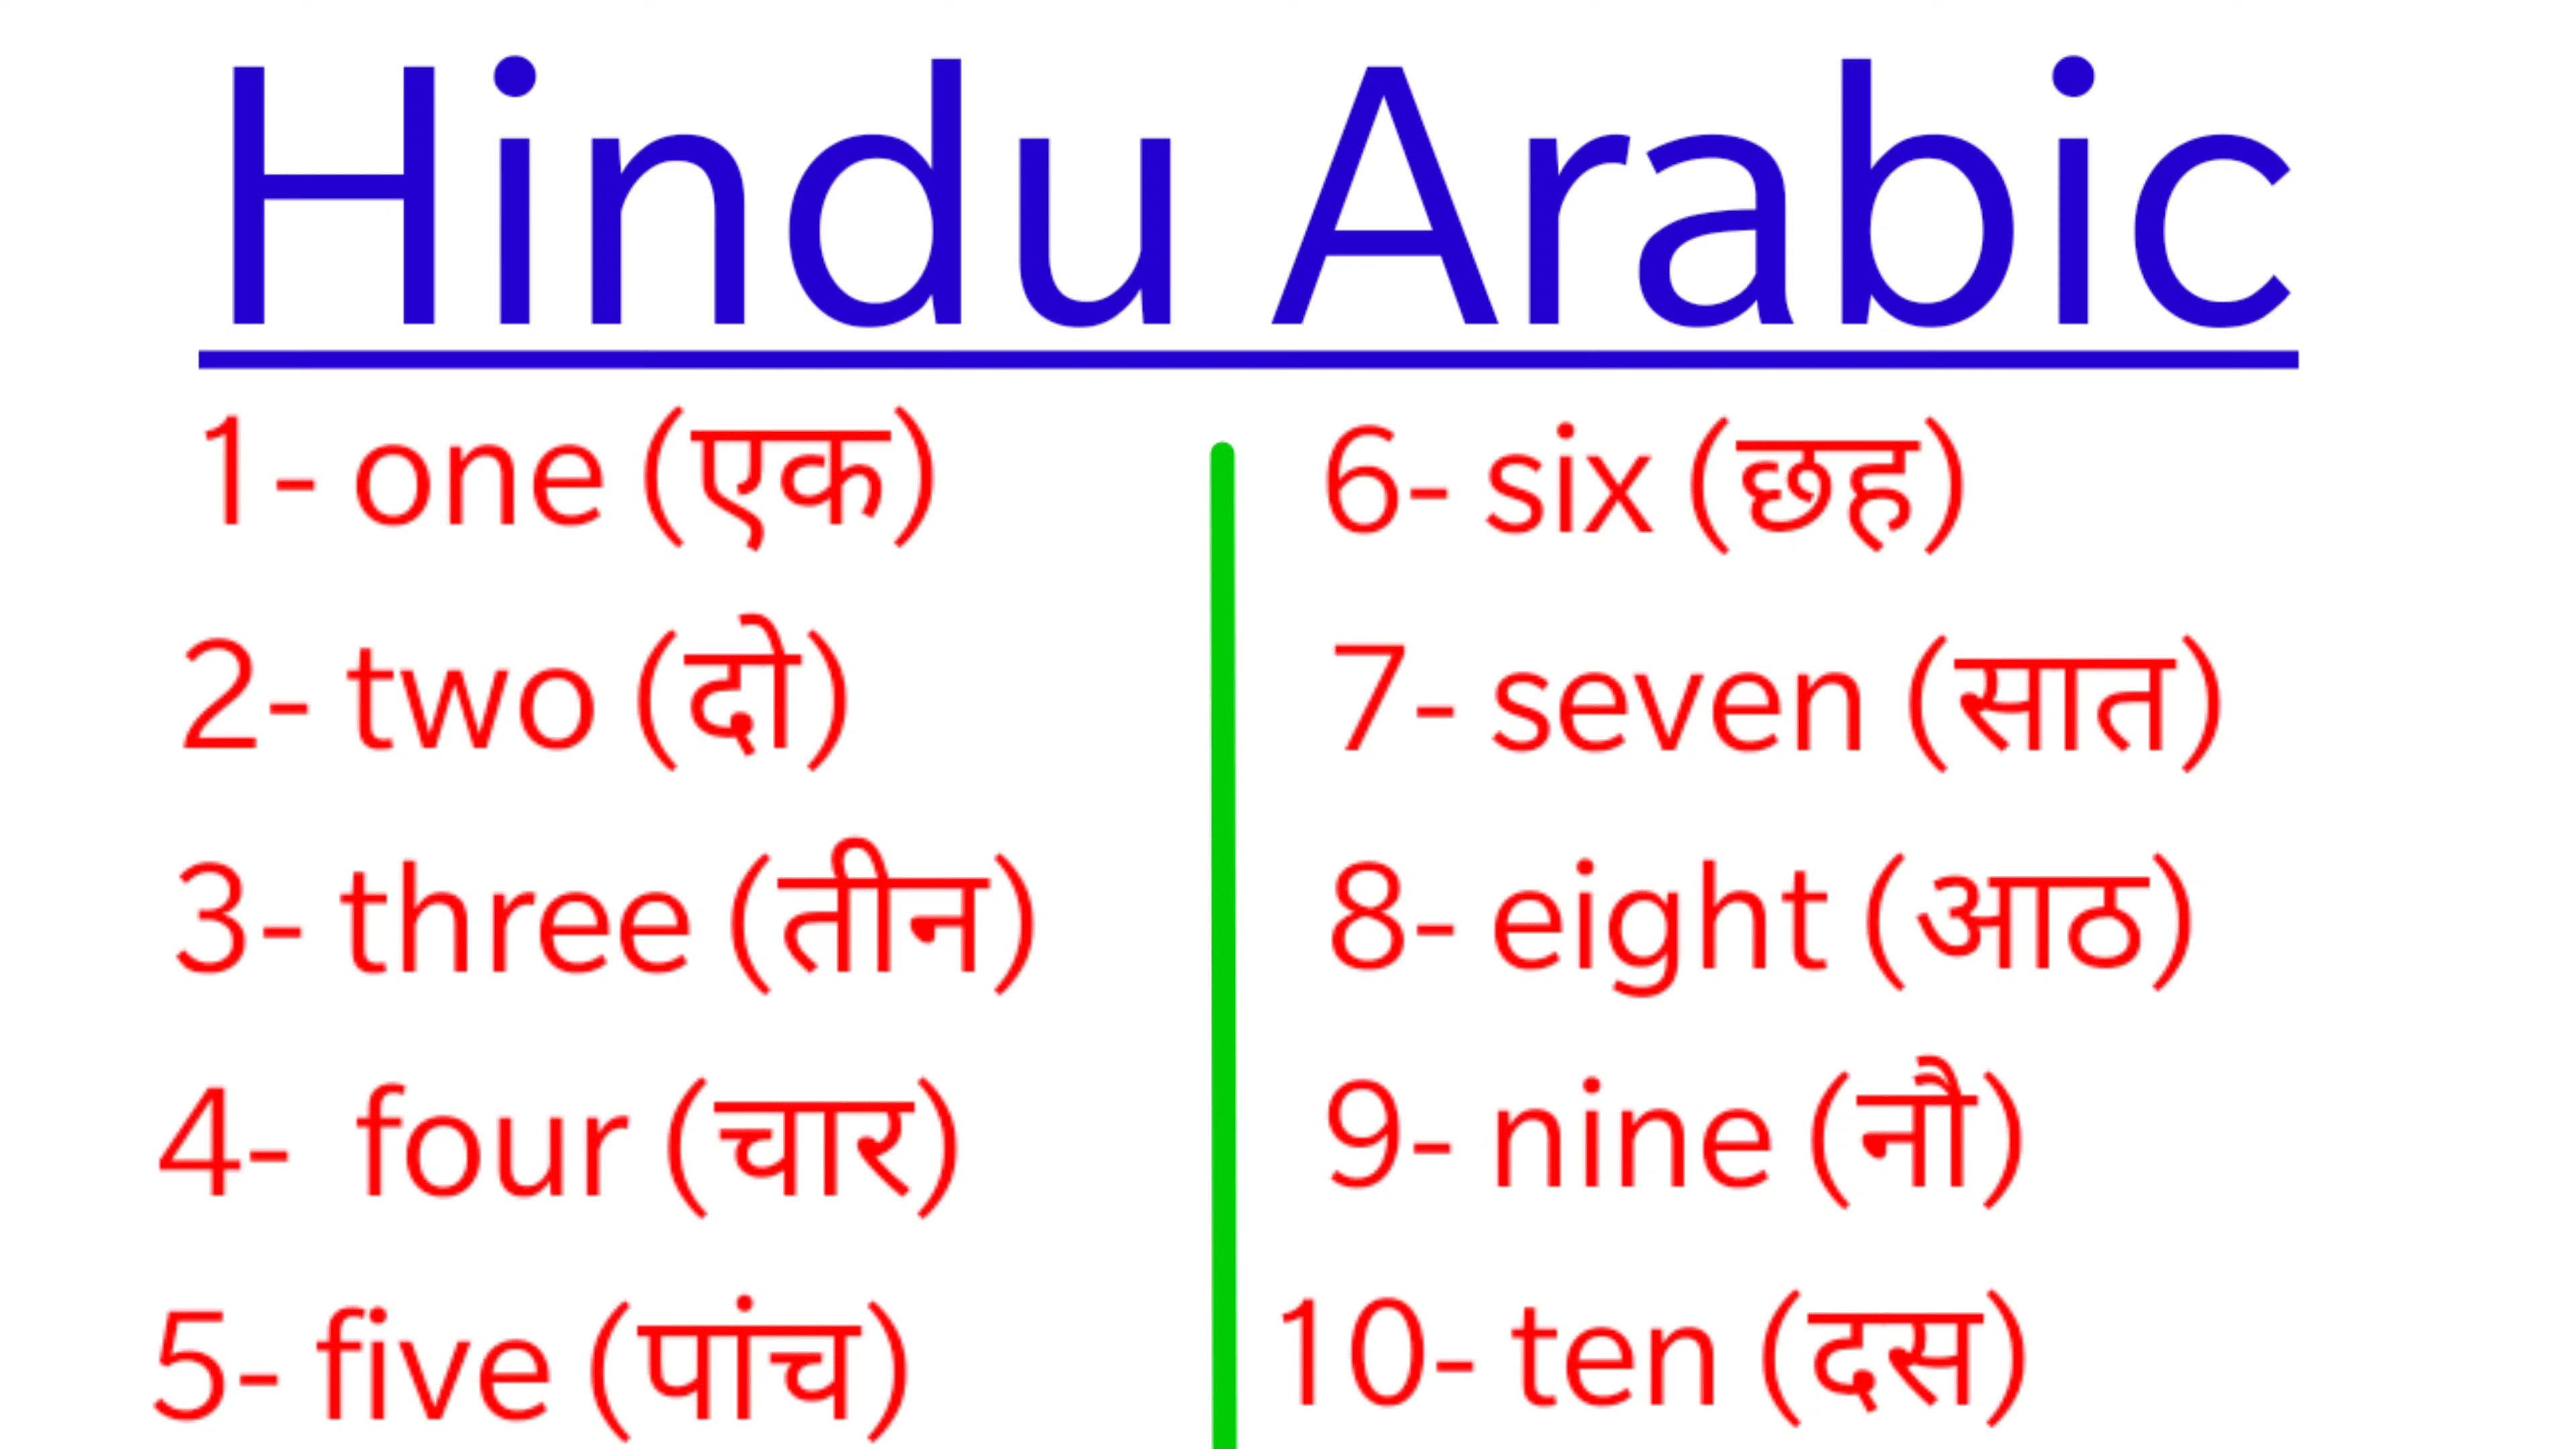 Hindu Arabic
1- one (एक)
2- two (दो)
3- three (तीन)
4- four (चार)
5- five (पांच)
6- six (छह)
7- seven (सात)
8- eight (आठ)
9- nine (नौ)
10- ten (दस)